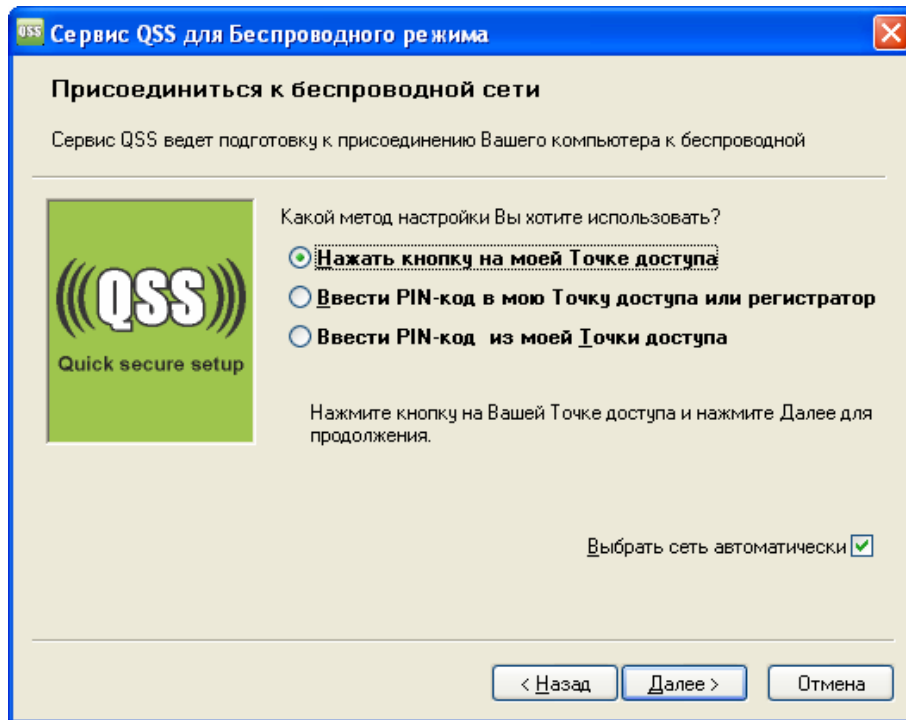 QSS Сервис QSS для Беспроводного режима
Присоединиться к беспроводной сети
Сервис QSS ведет подготовку к присоединению Вашего компьютера к беспроводной
Какой метод настройки Вы хотите использовать?
Нажать кнопку на моей Точке доступа
Ввести PIN-код в мою Точку доступа или регистратор
Ввести PIN-код из моей Точки доступа
QSS
Quick secure setup
Нажмите кнопку на Вашей Точке доступа и нажмите Далее для
продолжения.
Выбрать сеть автоматически
< Назад Далее > Отмена